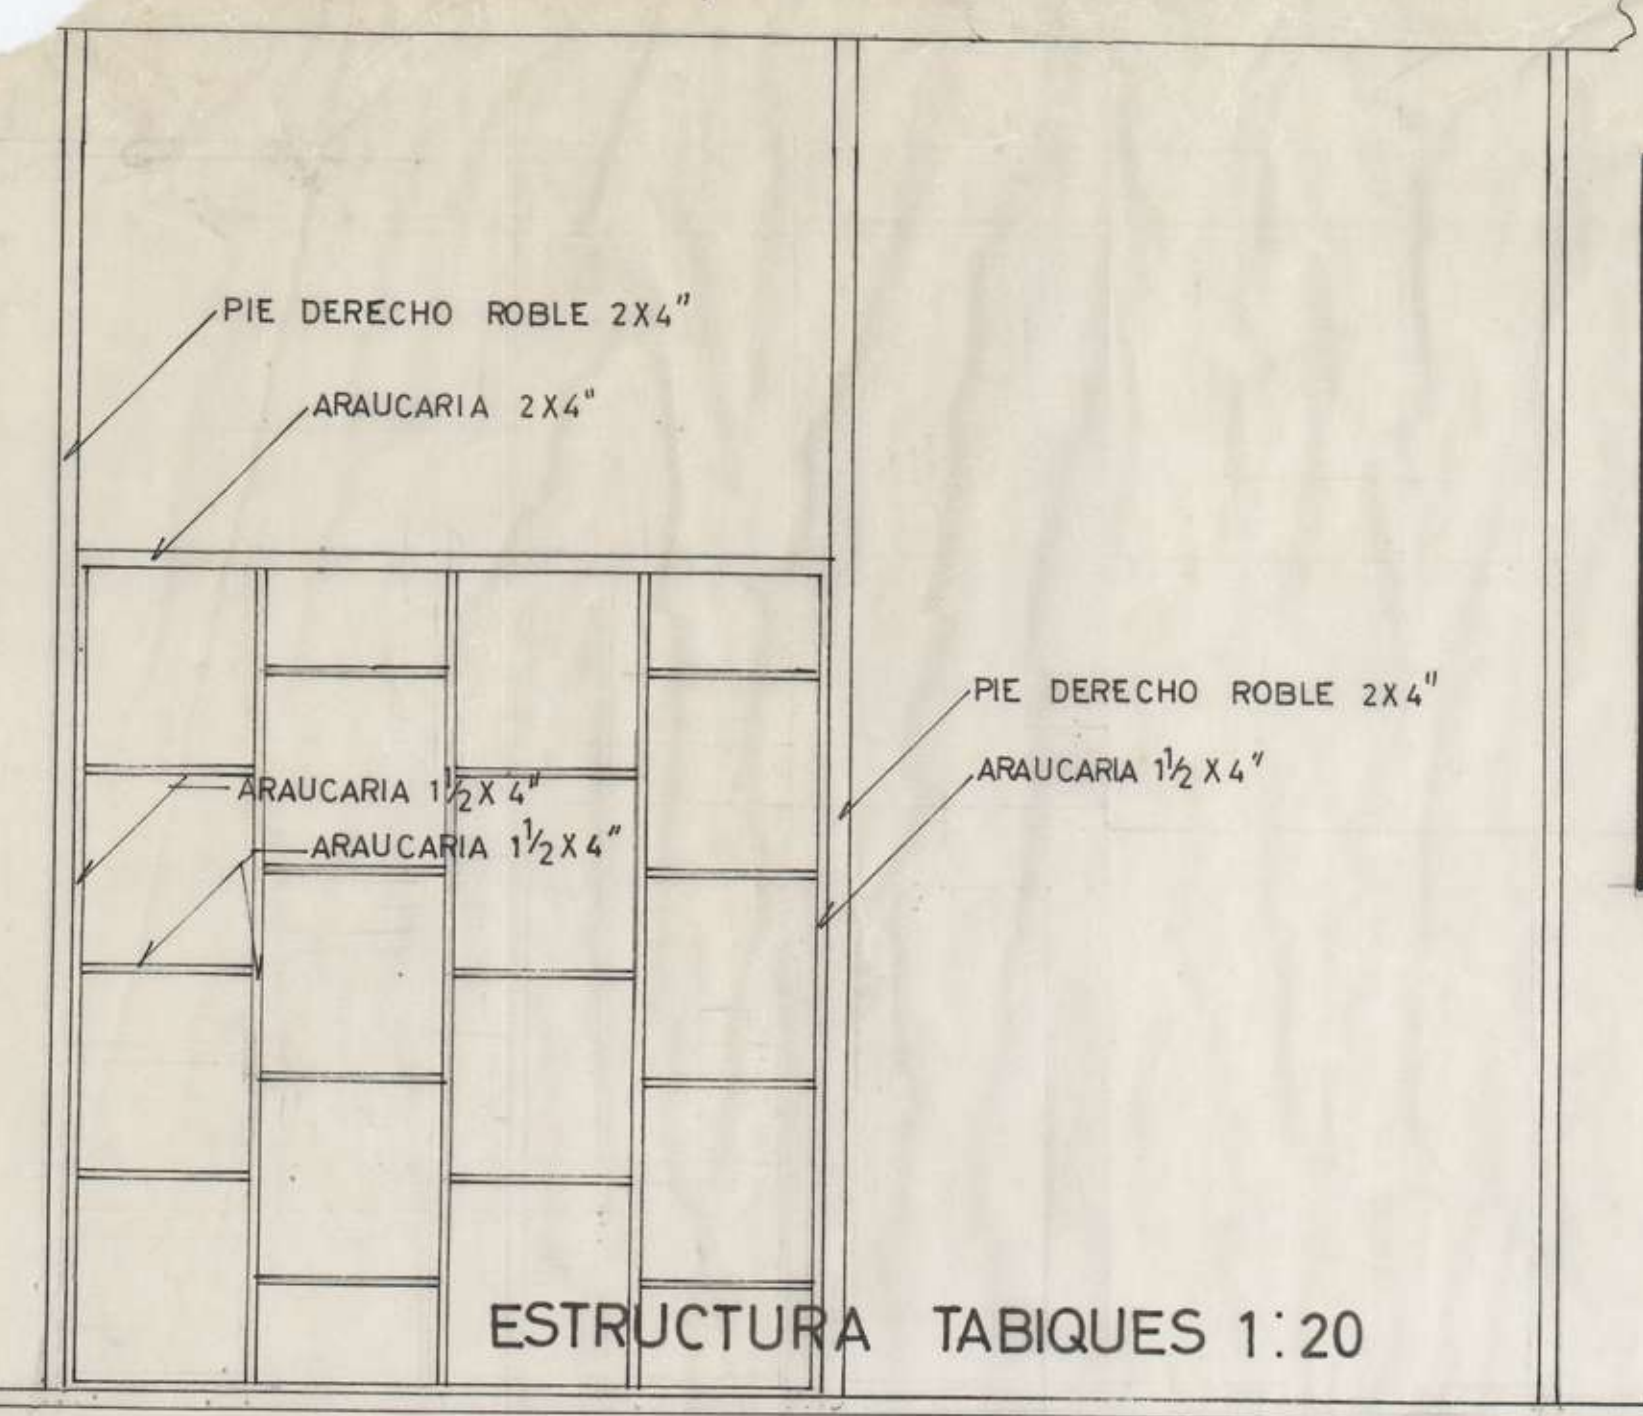 PIE DERECHO ROBLE 2X4"
ARAUCARIA 2X4"
PIE DERECHO ROBLE 2X4"
ARAUCARIA 1½ X 4"
ARAUCARIA 1½ X 4"
ARAUCARIA 1½ X 4"
ESTRUCTURA TABIQUES 1:20